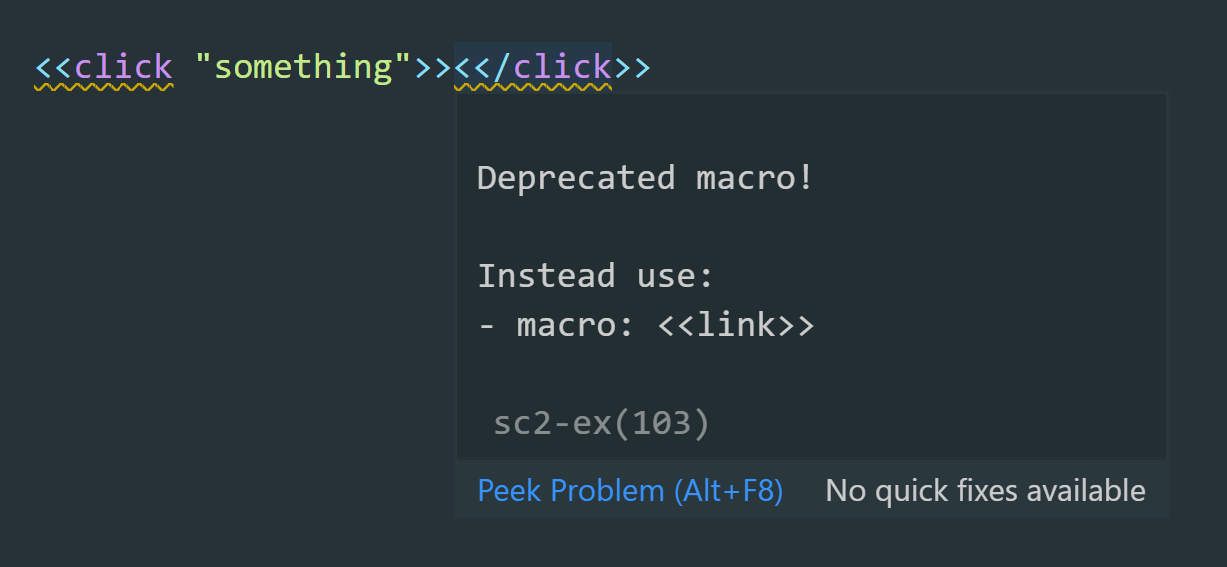 <<click "something">><</click>>
Deprecated macro!
Instead use:
- macro: <<link>>
sc2-ex(103)
Peek Problem (Alt+F8) No quick fixes available